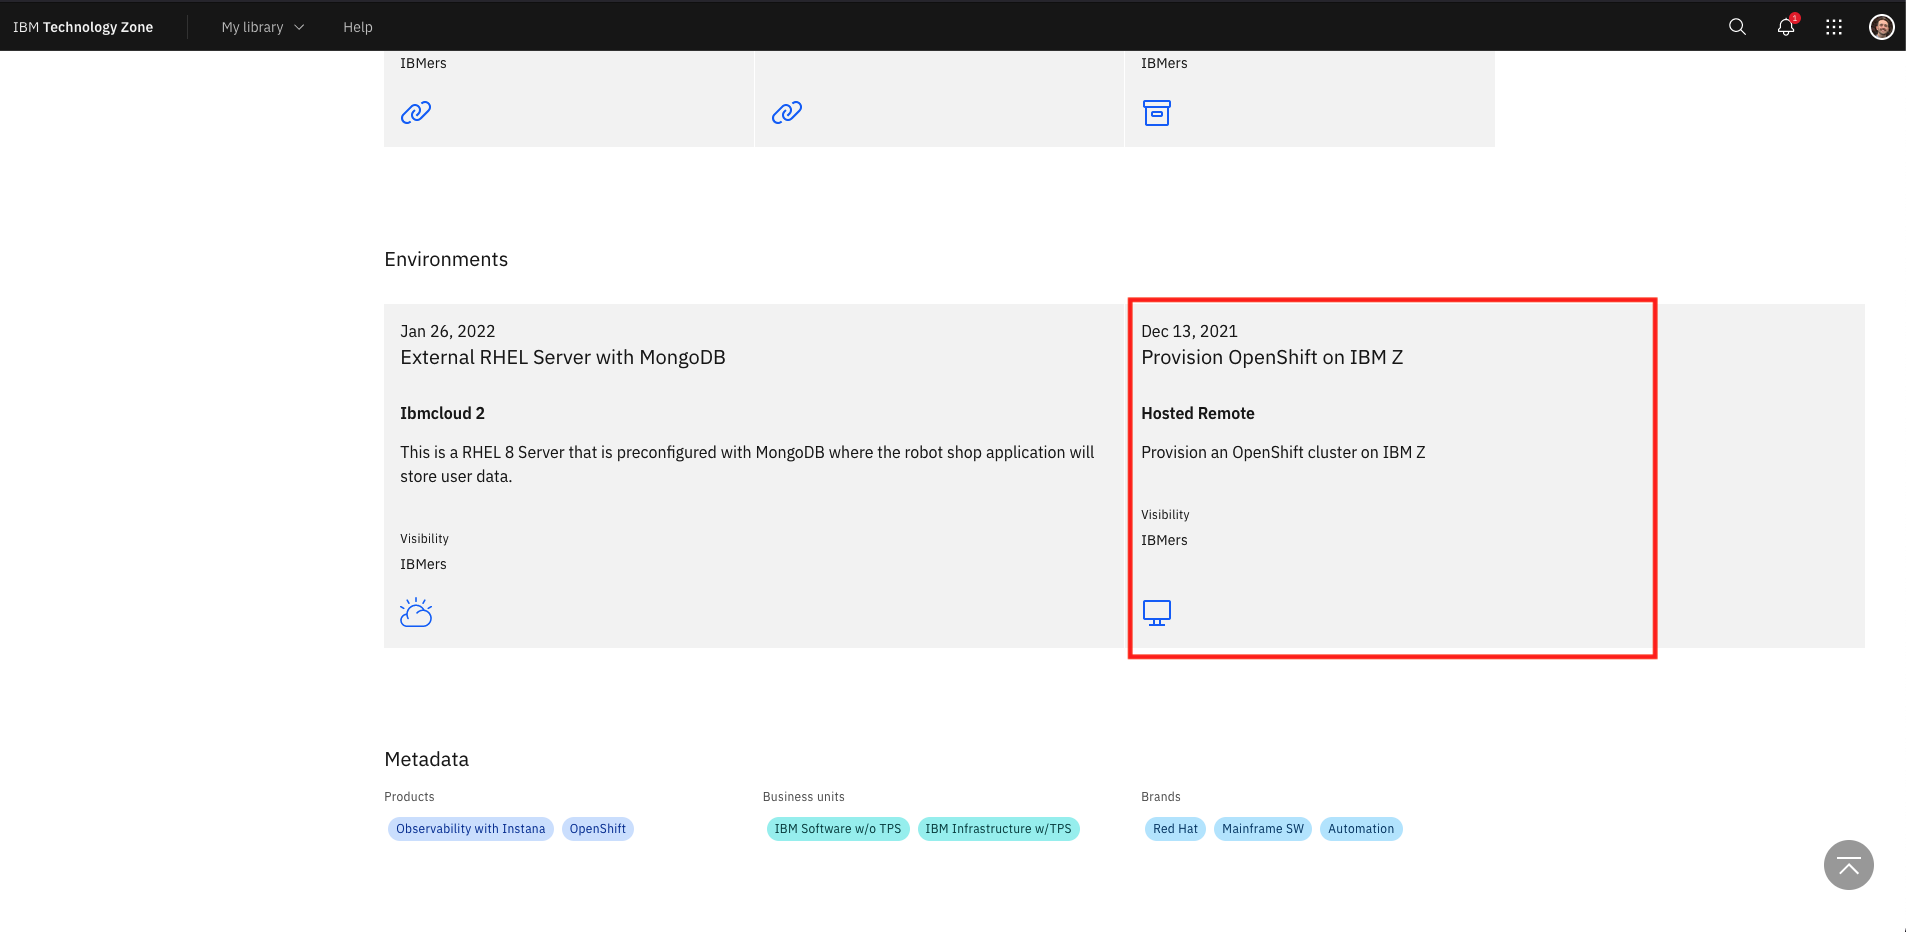 IBM Technology Zone
My library
Help
1
IBMers
IBMers
Environments
Jan 26, 2022
External RHEL Server with MongoDB
Ibmcloud 2
This is a RHEL 8 Server that is preconfigured with MongoDB where the robot shop application will
store user data.
Visibility
IBMers
Dec 13, 2021
Provision OpenShift on IBM Z
Hosted Remote
Provision an OpenShift cluster on IBM Z
Visibility
IBMers
Metadata
Products
Observability with Instana
OpenShift
Business units
IBM Software w/o TPS
IBM Infrastructure w/TPS
Brands
Red Hat
Mainframe SW
Automation